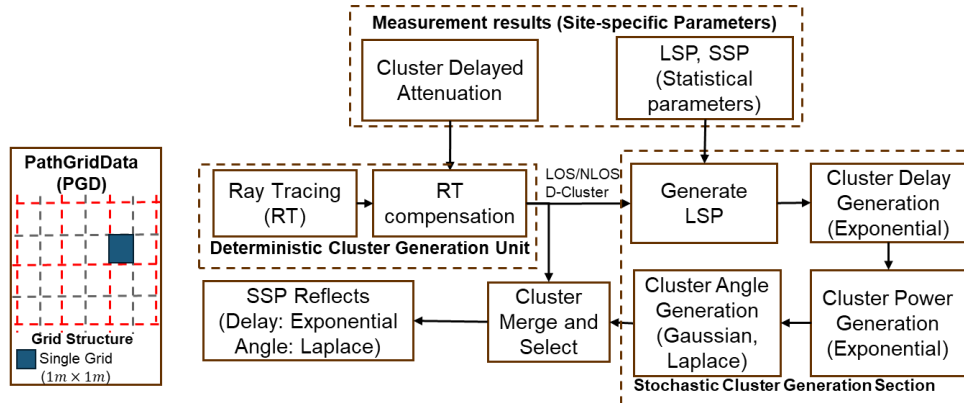 Measurement results (Site-specific Parameters)
Cluster Delayed
Attenuation
LSP, SSP
(Statistical
parameters)
PathGridData
(PGD)
Grid Structure
Single Grid
(1m × 1m)
Ray Tracing
(RT)
RT
compensation
Deterministic Cluster Generation Unit
LOS/NLOS
D-Cluster
Generate
LSP
Cluster Delay
Generation
(Exponential)
SSP Reflects
(Delay: Exponential
Angle: Laplace)
Cluster
Merge and
Select
Cluster Angle
Generation
(Gaussian,
Laplace)
Cluster Power
Generation
(Exponential)
Stochastic Cluster Generation Section